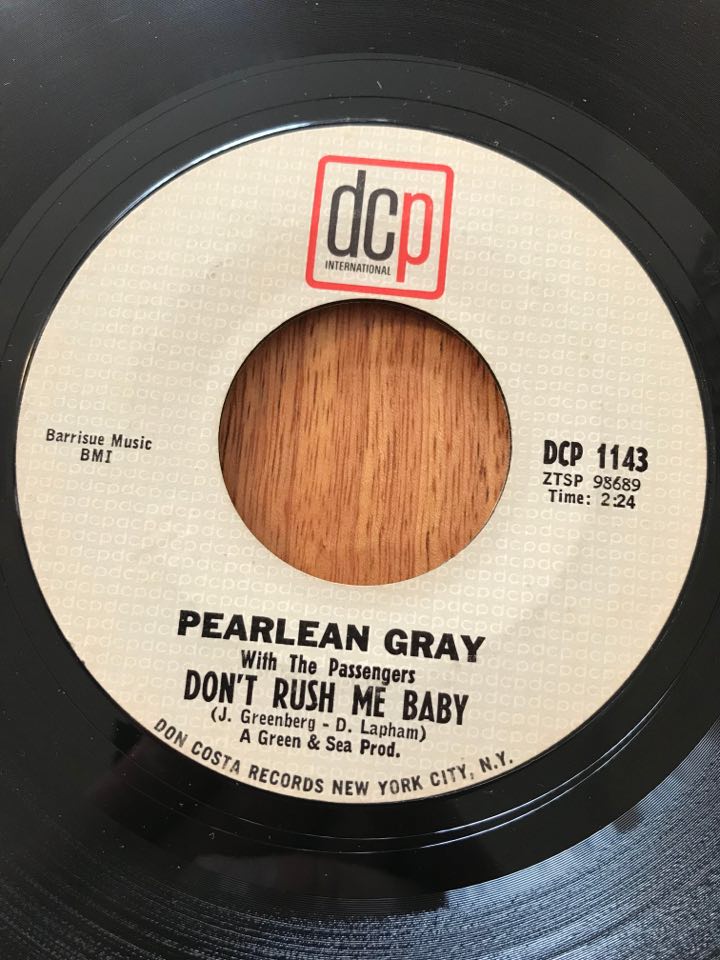 dcp
INTERNATIONAL
Barrisue Music
BMI
DCP 1143
ZTSP 98689
Time: 2:24
PEARLEAN GRAY
With The Passengers
DON'T RUSH ME BABY
(J. Greenberg - D. Lapham)
A Green & Sea Prod.
DON COSTA RECORDS NEW YORK CITY, N.Y.